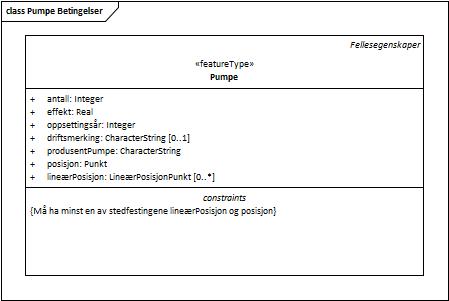 class Pumpe Betingelser
Fellesegenskaper
«featureType»
Pumpe
+ antall: Integer
+ effekt: Real
+ oppsettingsår: Integer
+ driftsmerking: CharacterString [0..1]
+ produsentPumpe: CharacterString
+ posisjon: Punkt
+ lineærPosisjon: LineærPosisjonPunkt [0..*]
constraints
{Må ha minst en av stedfestingene lineærPosisjon og posisjon}